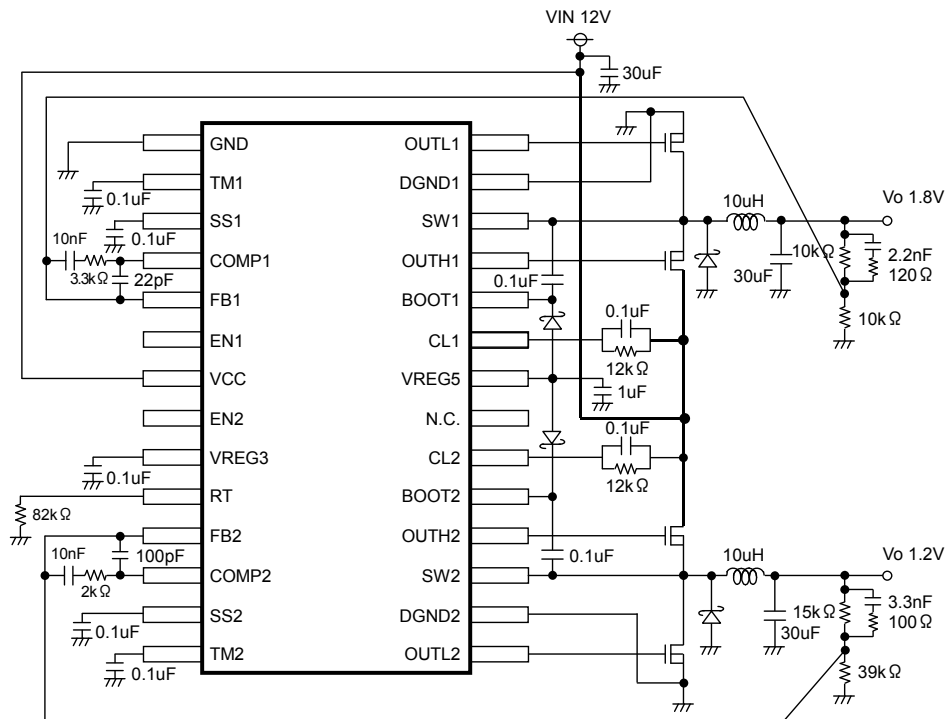 VIN 12V
30uF
GND
TM1
0.1uF
SS1
0.1uF
10nF
3.3kΩ
COMP1
22pF
FB1
EN1
VCC
EN2
VREG3
0.1uF
RT
82kΩ
FB2
10nF
100pF
COMP2
2kΩ
SS2
0.1uF
TM2
0.1uF
OUTL1
DGND1
SW1
OUTH1
BOOT1
CL1
VREG5
N.C.
CL2
BOOT2
OUTH2
SW2
DGND2
OUTL2
0.1uF
0.1uF
12kΩ
1uF
0.1uF
12kΩ
0.1uF
10uH
Vo 1.8V
30uF
10kΩ
2.2nF
120Ω
10kΩ
10uH
Vo 1.2V
30uF
15kΩ
3.3nF
100Ω
39kΩ